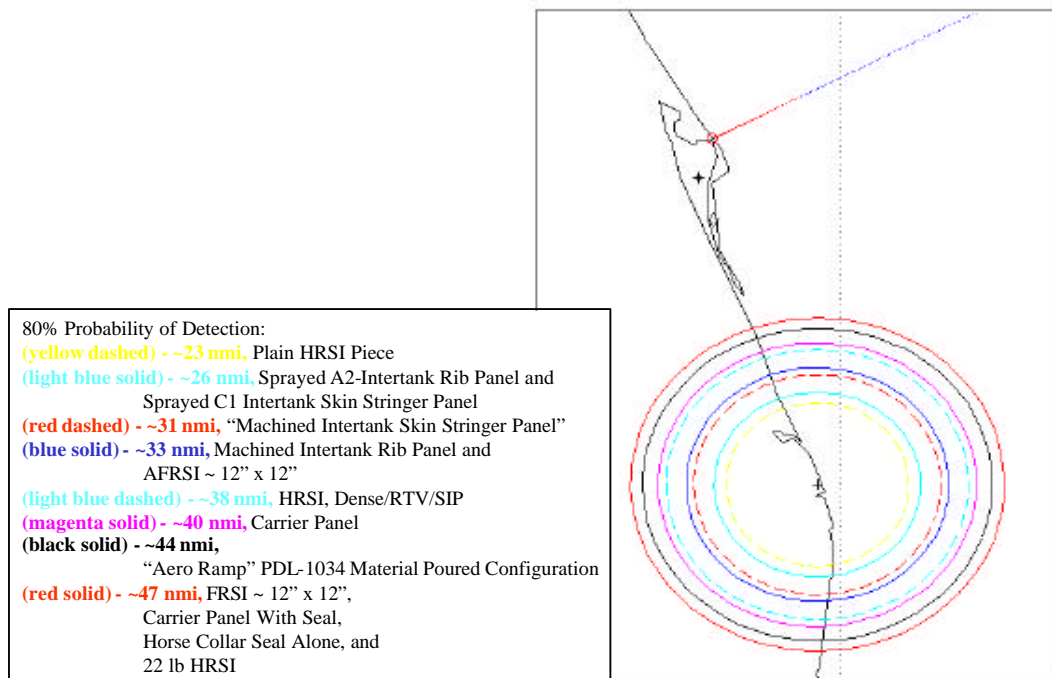 80% Probability of Detection:
(yellow dashed) - ~23 nmi, Plain HRSI Piece
(light blue solid) - ~26 nmi, Sprayed A2-Intertank Rib Panel and
Sprayed C1 Intertank Skin Stringer Panel
(red dashed) - ~31 nmi, “Machined Intertank Skin Stringer Panel”
(blue solid) - ~33 nmi, Machined Intertank Rib Panel and
AFRSI ~ 12” x 12”
(light blue dashed) - ~38 nmi, HRSI, Dense/RTV/SIP
(magenta solid) - ~40 nmi, Carrier Panel
(black solid) - ~44 nmi,
“Aero Ramp” PDL-1034 Material Poured Configuration
(red solid) - ~47 nmi, FRSI ~ 12” x 12”,
Carrier Panel With Seal,
Horse Collar Seal Alone, and
22 lb HRSI